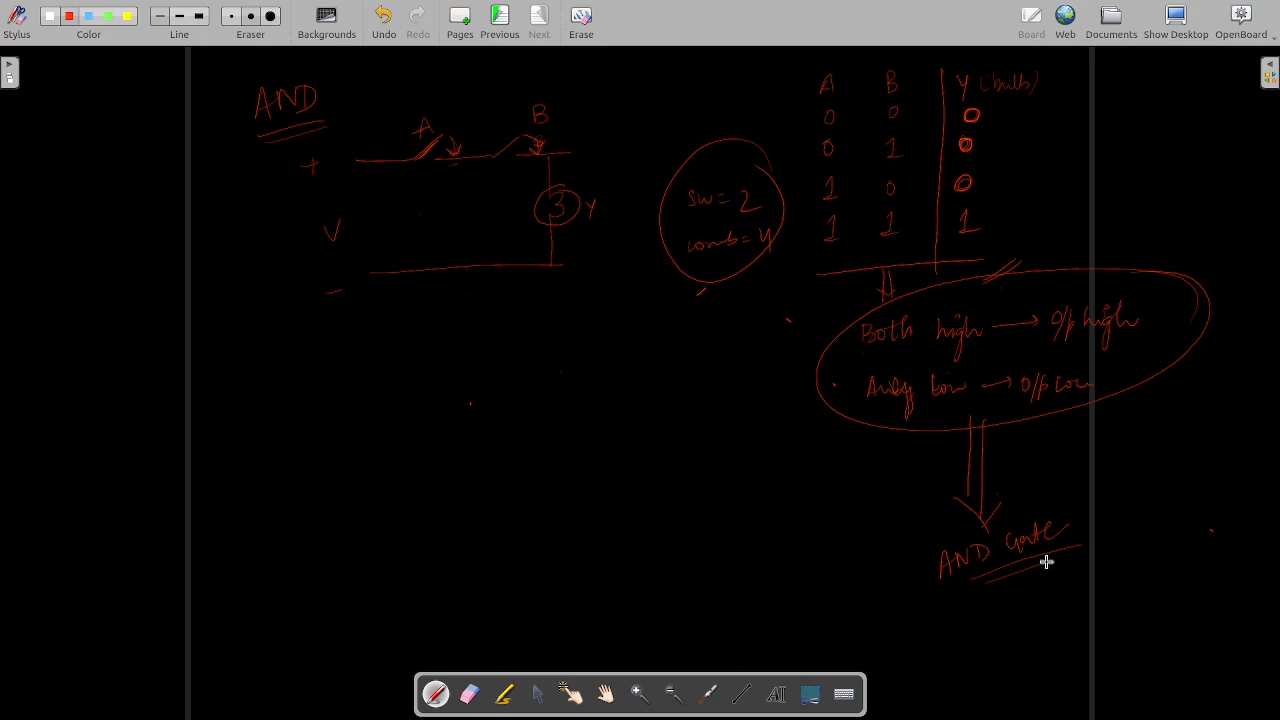 Stylus Color Line Eraser Backgrounds Undo Redo Pages Previous Next Erase Board Web Documents Show Desktop OpenBoard
AND
A
B
+
V
Y
-
sw = 2
comb = 4
A B Y (bulb)
0 0 0
0 1 0
1 0 0
1 1 1
Both high → O/p high
Any low → O/p low
AND Gate